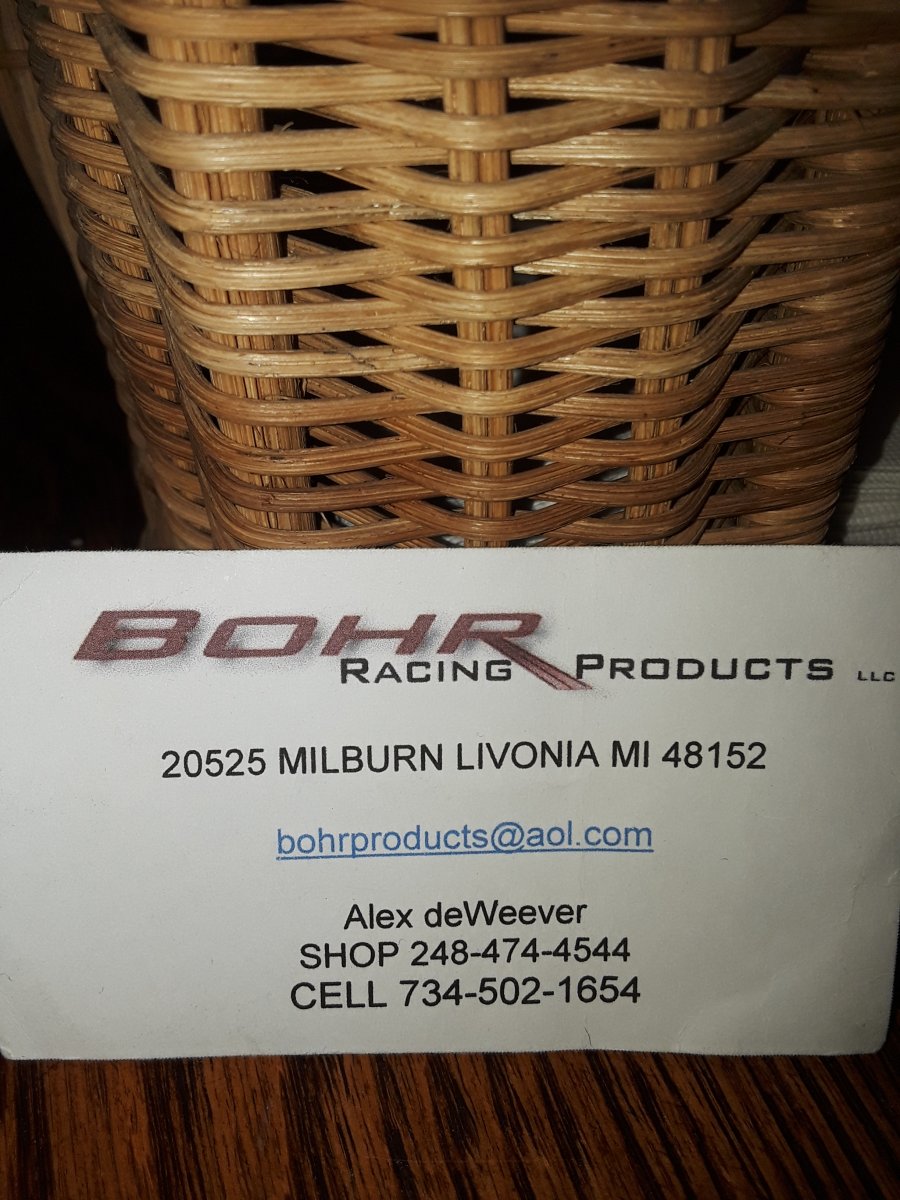 BOHR
RACING PRODUCTS LLC
20525 MILBURN LIVONIA MI 48152
bohrproducts@aol.com
Alex deWeever
SHOP 248-474-4544
CELL 734-502-1654